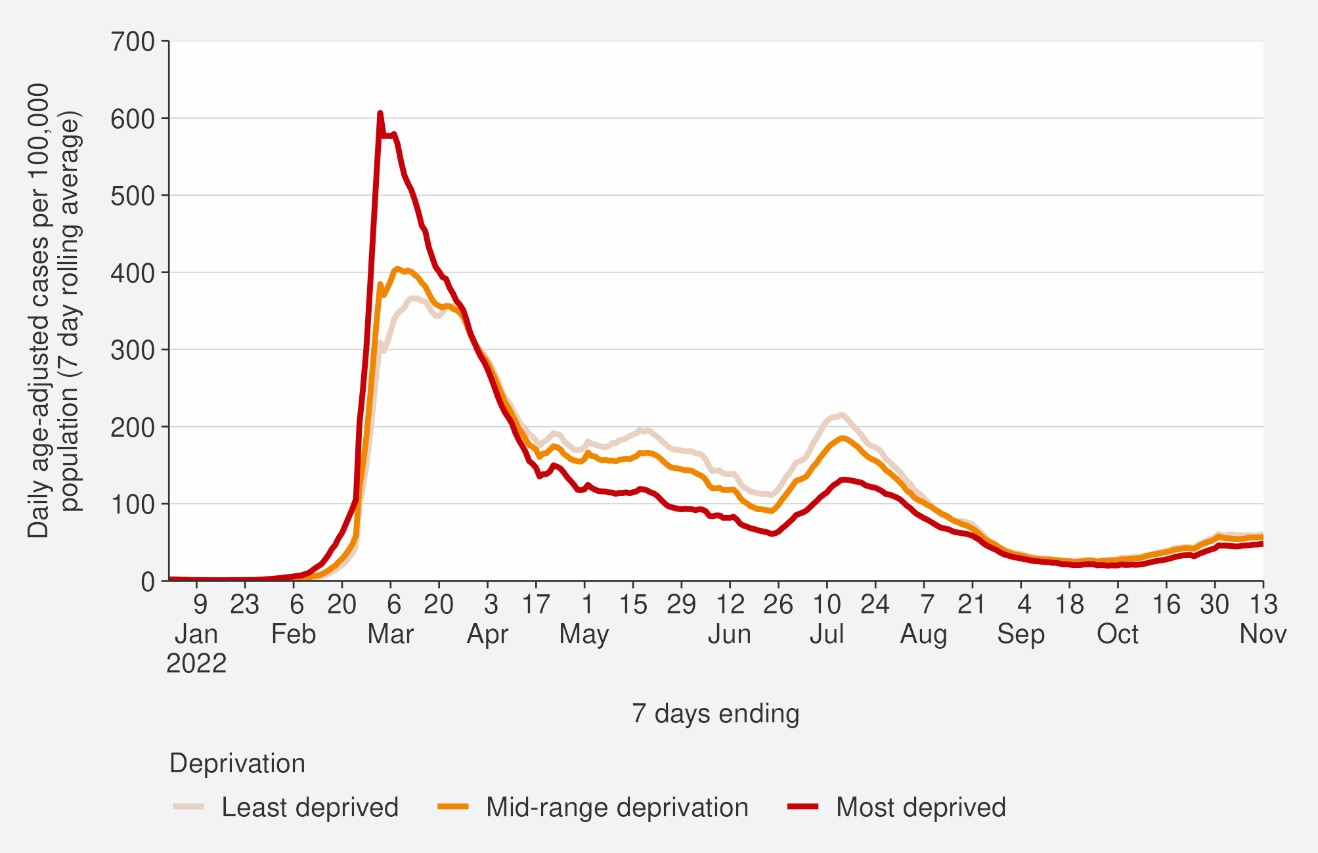 Daily age-adjusted cases per 100,000
population (7 day rolling average)
700
600
500
400
300
200
100
0
9 23 6 20 6 20 3 17 1 15 29 12 26 10 24 7 21 4 18 2 16 30 13
Jan Feb Mar Apr May Jun Jul Aug Sep Oct Nov
2022
7 days ending
Deprivation
Least deprived Mid-range deprivation Most deprived